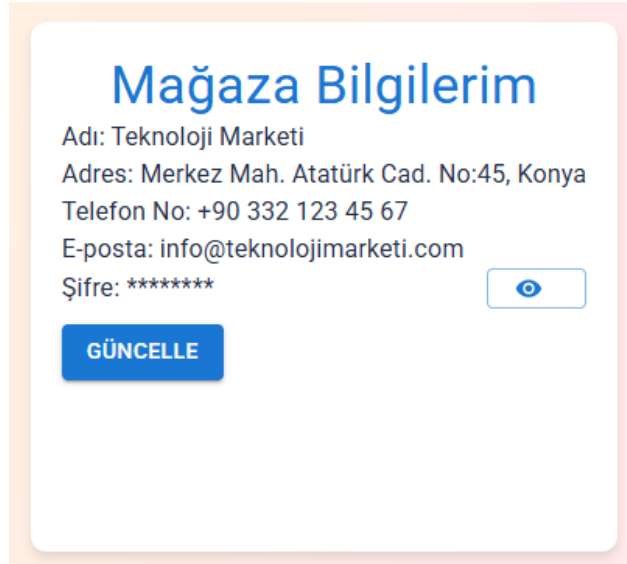 Mağaza Bilgilerim
Adı: Teknoloji Marketi
Adres: Merkez Mah. Atatürk Cad. No:45, Konya
Telefon No: +90 332 123 45 67
E-posta: info@teknolojimarketi.com
Şifre: ********
GÜNCELLE